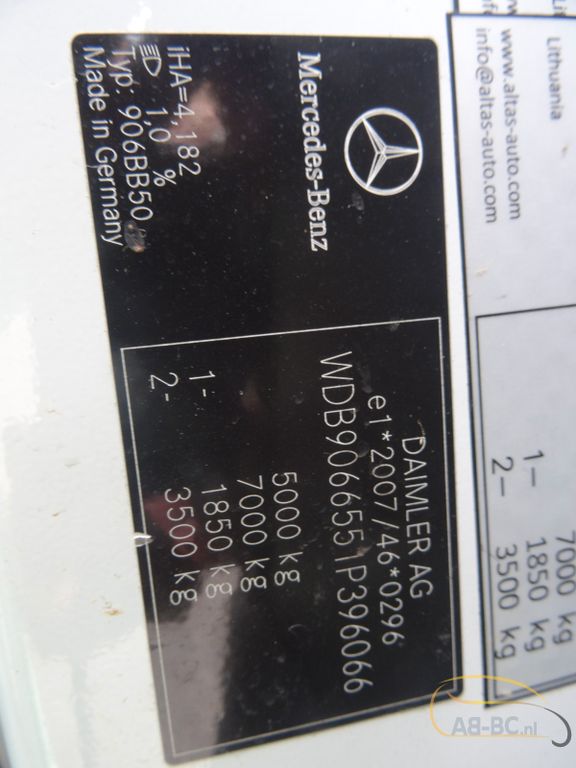 Mercedes-Benz
iHA=4,182
1,0 %
Typ: 906BB50
Made in Germany
DAIMLER AG
e1*2007/46*0296
WDB9066551P396066
5000 kg
7000 kg
1- 1850 kg
2- 3500 kg
Lithuania
www.altas-auto.com
info@altas-auto.com
7000 kg
1- 1850 kg
2- 3500 kg
AB-BC.nl